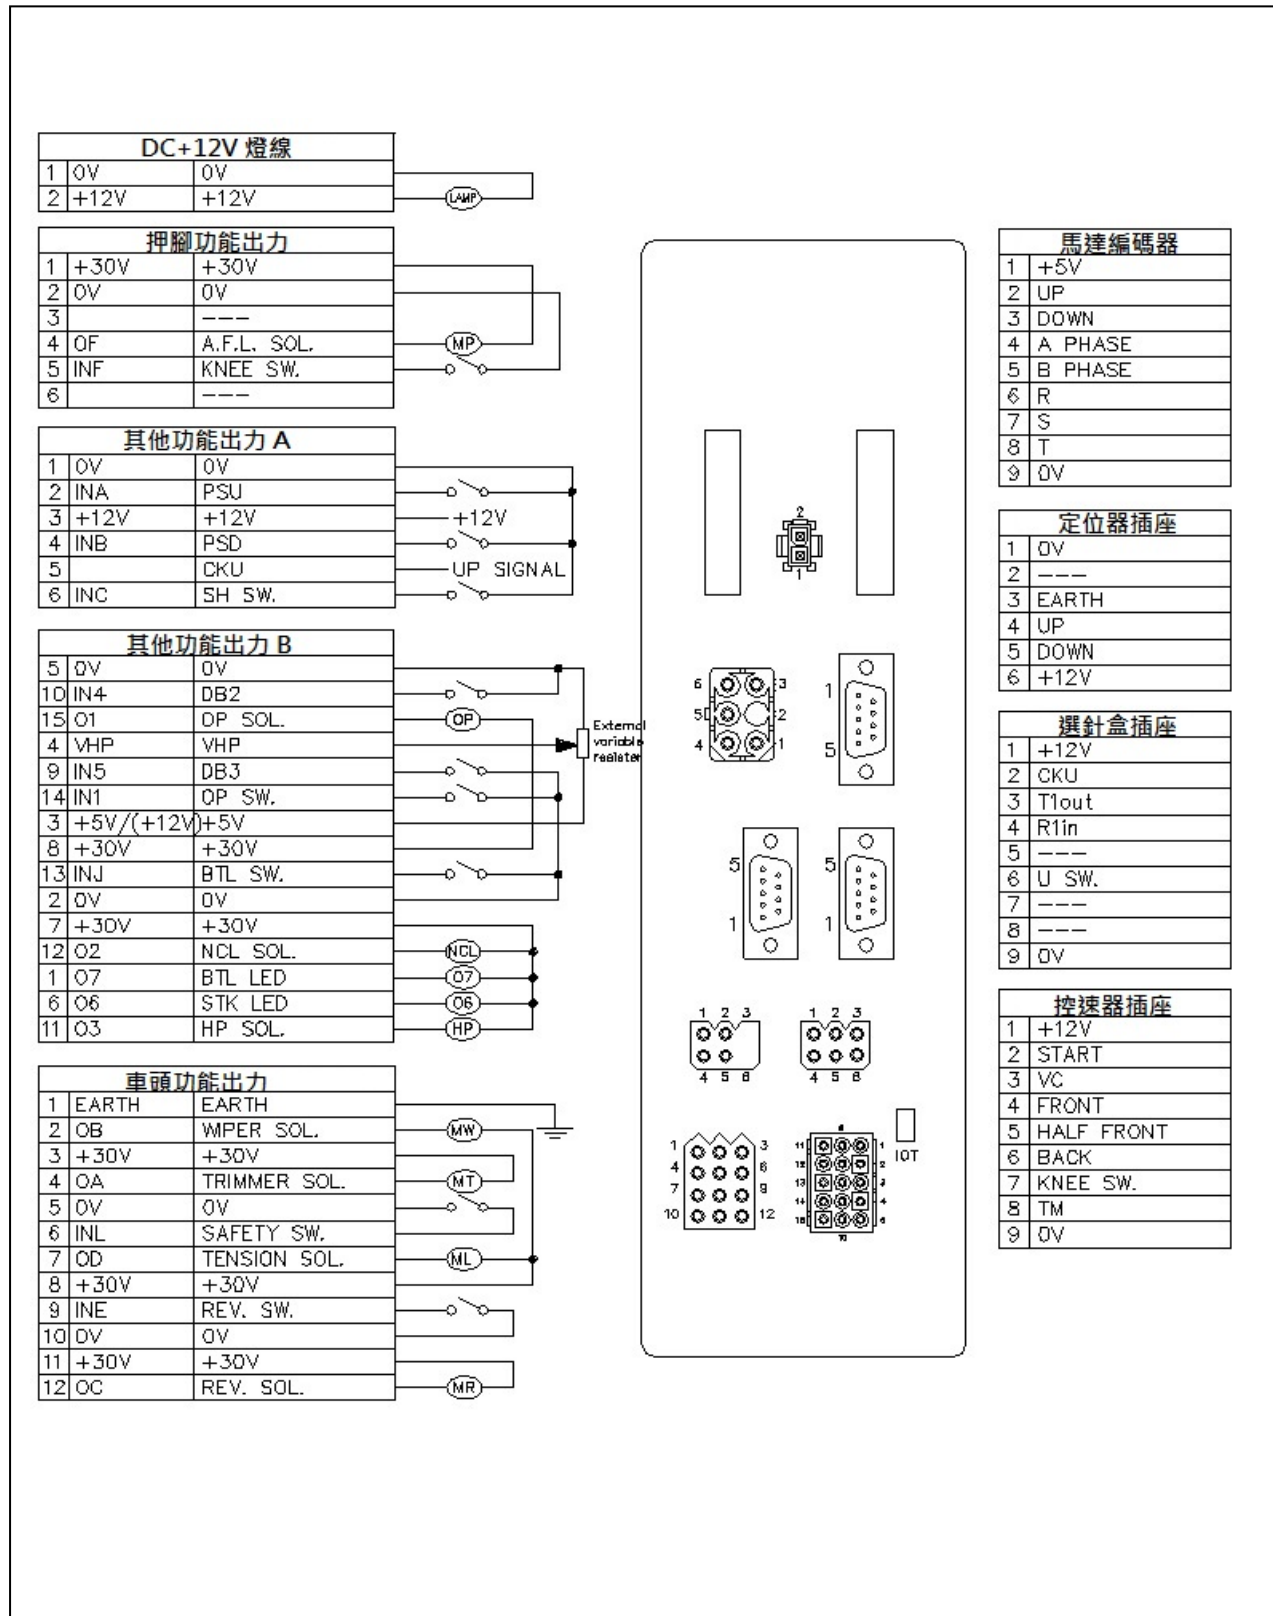 DC+12V 燈線
1 0V 0V
2 +12V +12V
LAMP
押腳功能出力
1 +30V +30V
2 0V 0V
3 ---
4 OF A.F.L. SOL. MP
5 INF KNEE SW.
6 ---
其他功能出力 A
1 0V 0V
2 INA PSU
3 +12V +12V +12V
4 INB PSD
5 CKU UP SIGNAL
6 INC SH SW.
其他功能出力 B
5 0V 0V
10 IN4 DB2
15 O1 OP SOL. OP
4 VHP VHP
9 IN5 DB3
14 IN1 OP SW.
3 +5V/(+12V) +5V
8 +30V +30V
13 INJ BTL SW.
2 0V 0V
7 +30V +30V
12 O2 NCL SOL. NCL
1 O7 BTL LED O7
6 O6 STK LED O6
11 O3 HP SOL. HP
External
variable
resister
車頭功能出力
1 EARTH EARTH
2 OB WIPER SOL. MW
3 +30V +30V
4 OA TRIMMER SOL. MT
5 0V 0V
6 INL SAFETY SW.
7 OD TENSION SOL. ML
8 +30V +30V
9 INE REV. SW.
10 0V 0V
11 +30V +30V
12 OC REV. SOL. MR
2
1
6 3
5 2
4 1
1
5
5
1
5
1
1 2 3
4 5 6
1 2 3
4 5 6
1 3
4 6
7 9
10 12
6
11 1
12 2
13 3
14 4
15 5
10
IOT
馬達編碼器
1 +5V
2 UP
3 DOWN
4 A PHASE
5 B PHASE
6 R
7 S
8 T
9 0V
定位器插座
1 0V
2 ---
3 EARTH
4 UP
5 DOWN
6 +12V
選針盒插座
1 +12V
2 CKU
3 T1out
4 R1in
5 ---
6 U SW.
7 ---
8 ---
9 0V
控速器插座
1 +12V
2 START
3 VC
4 FRONT
5 HALF FRONT
6 BACK
7 KNEE SW.
8 TM
9 0V